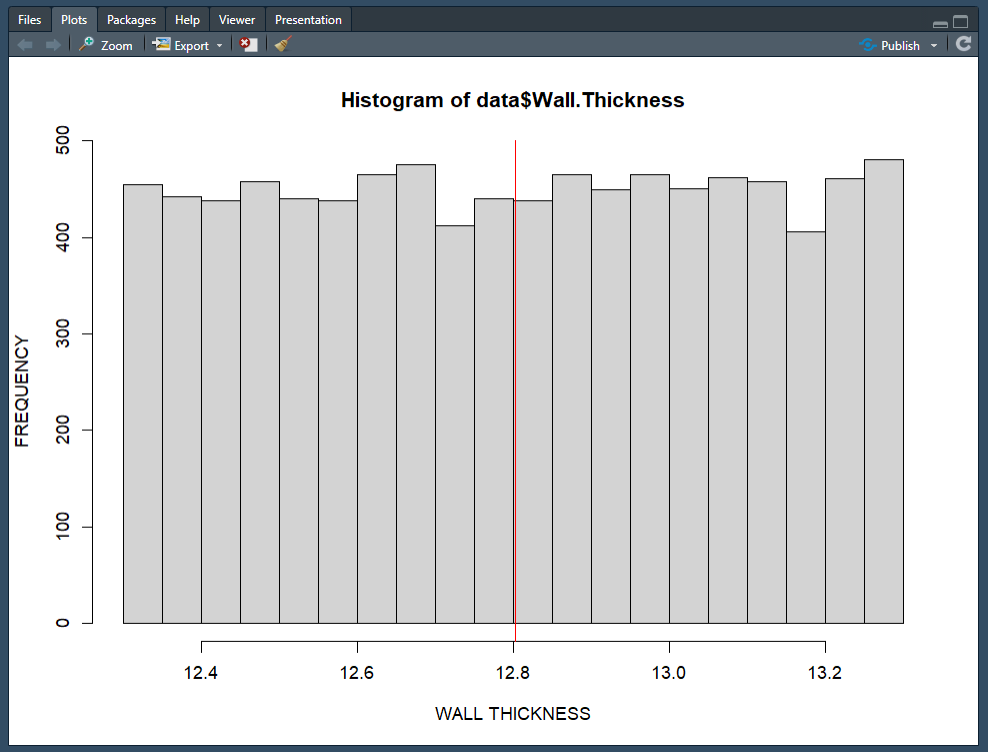 Files Plots Packages Help Viewer Presentation
Zoom Export Publish
Histogram of data$Wall.Thickness
500
400
300
200
100
0
FREQUENCY
12.4 12.6 12.8 13.0 13.2
WALL THICKNESS